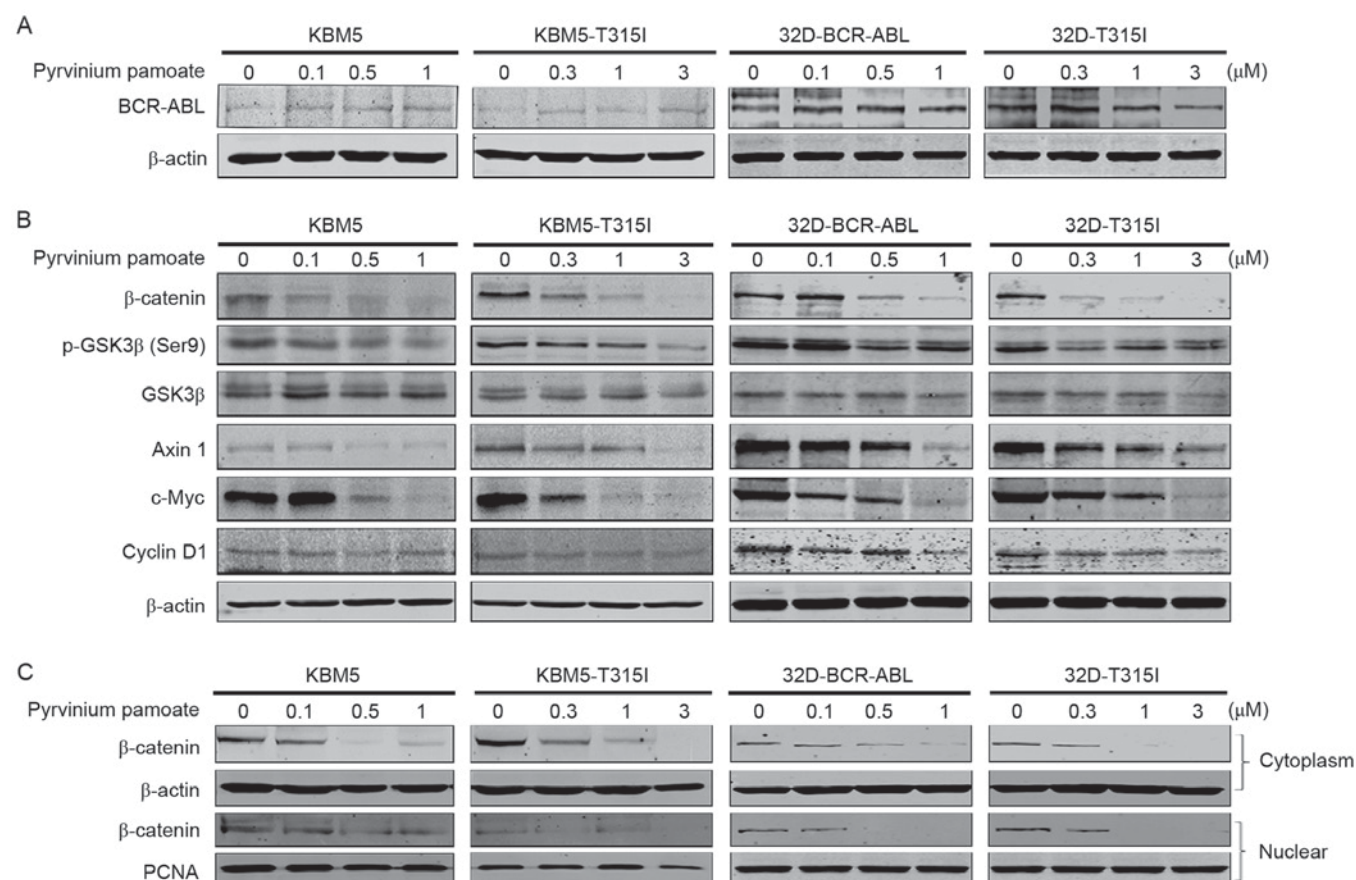 A
KBM5 KBM5-T315I 32D-BCR-ABL 32D-T315I
Pyrvinium pamoate 0 0.1 0.5 1 0 0.3 1 3 0 0.1 0.5 1 0 0.3 1 3 (μM)
BCR-ABL
β-actin
B
KBM5 KBM5-T315I 32D-BCR-ABL 32D-T315I
Pyrvinium pamoate 0 0.1 0.5 1 0 0.3 1 3 0 0.1 0.5 1 0 0.3 1 3 (μM)
β-catenin
p-GSK3β (Ser9)
GSK3β
Axin 1
c-Myc
Cyclin D1
β-actin
C
KBM5 KBM5-T315I 32D-BCR-ABL 32D-T315I
Pyrvinium pamoate 0 0.1 0.5 1 0 0.3 1 3 0 0.1 0.5 1 0 0.3 1 3 (μM)
β-catenin
Cytoplasm
β-actin
β-catenin
Nuclear
PCNA